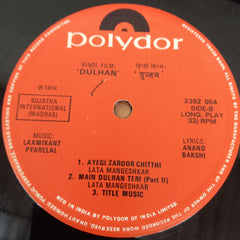 polydor
HINDI FILM: हिन्दी फिल्म:
'DULHAN' 'दुल्हन'
℗ 1974
SUJATHA
INTERNATIONAL
(MADRAS)
2392 054
SIDE-B
LONG PLAY
33⅓ RPM
MUSIC:
LAXMIKANT
PYARELAL
LYRICS:
ANAND
BAKSHI
1. AYEGI ZAROOR CHITTHI
LATA MANGESHKAR
2. MAIN DULHAN TERI (Part II)
LATA MANGESHKAR
3. TITLE MUSIC
MADE IN INDIA BY POLYDOR OF INDIA LIMITED